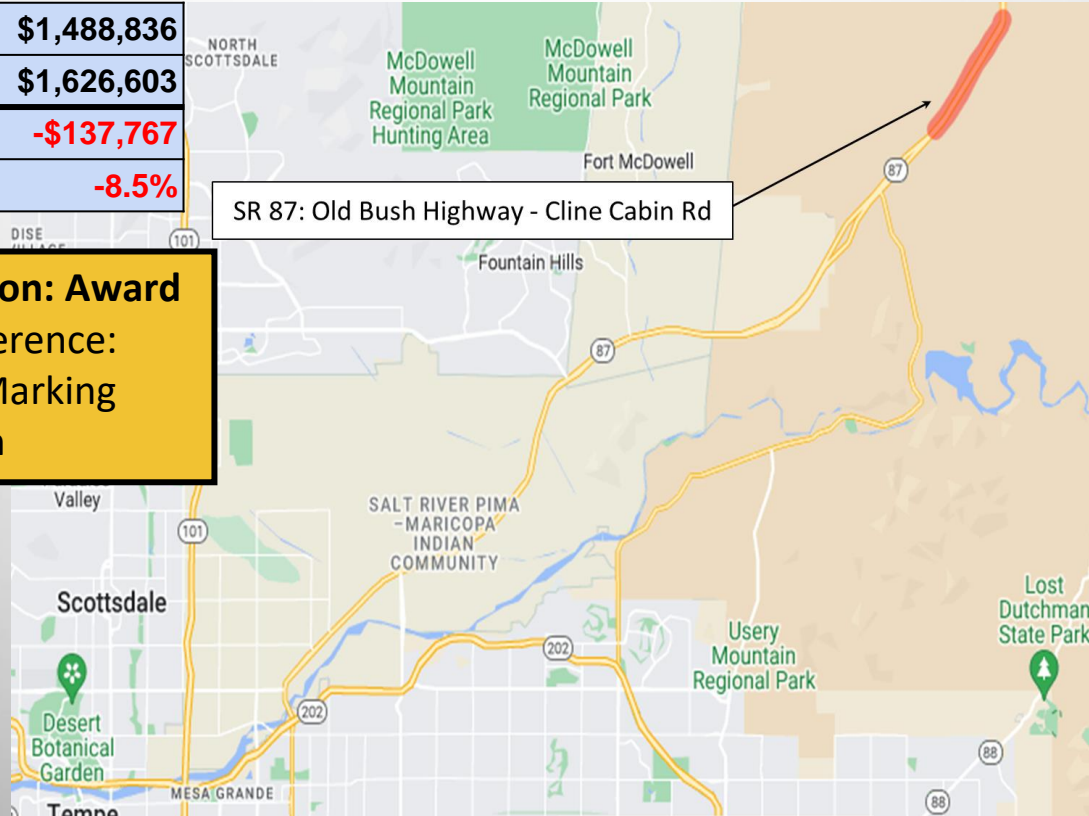 $1,488,836
$1,626,603
-$137,767
-8.5%
on: Award
erence:
Marking
SR 87: Old Bush Highway - Cline Cabin Rd
NORTH
SCOTTSDALE
McDowell
Mountain
Regional Park
Hunting Area
McDowell
Mountain
Regional Park
Fort McDowell
87
DISE
101
Fountain Hills
87
Valley
101
SALT RIVER PIMA
-MARICOPA
INDIAN
COMMUNITY
Scottsdale
202
Usery
Mountain
Regional Park
Lost
Dutchman
State Park
202
Desert
Botanical
Garden
88
MESA GRANDE
88
Tempe